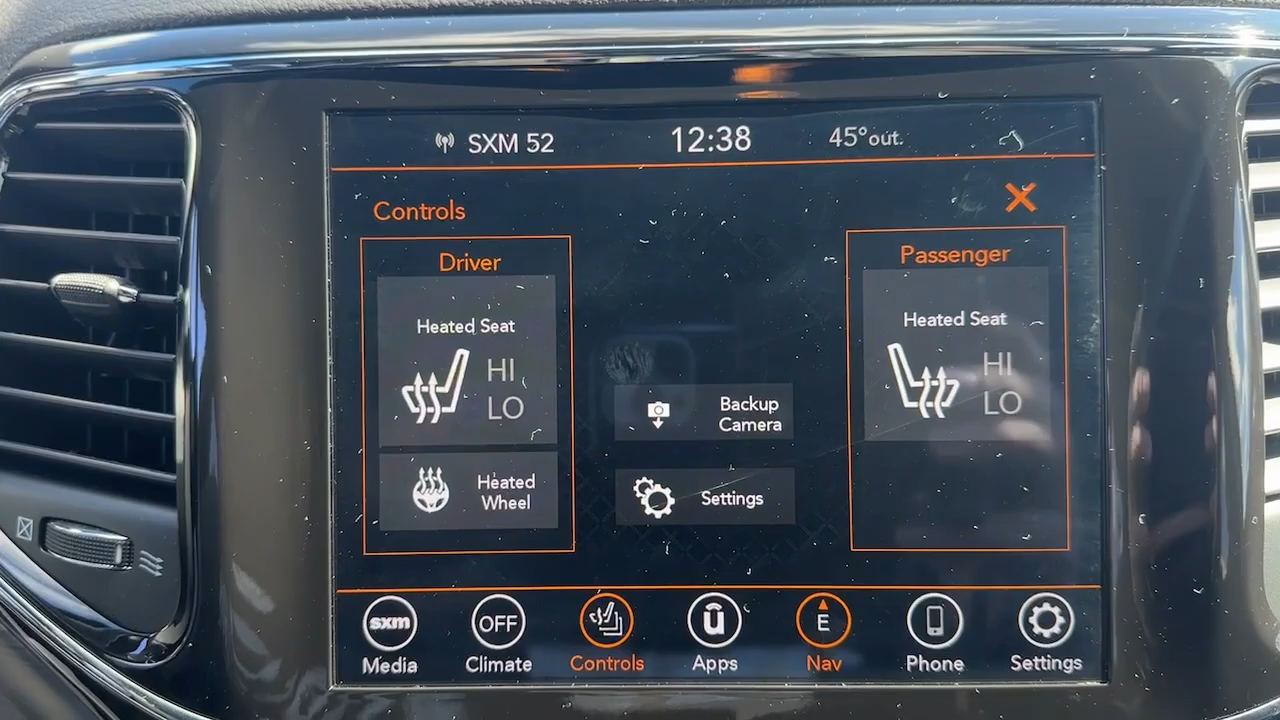 SXM 52
12:38
45°out.
Controls
Driver
Passenger
Heated Seat
HI
LO
Heated Seat
HI
LO
Backup
Camera
Heated
Wheel
Settings
sxm
OFF
û
E
Media
Climate
Controls
Apps
Nav
Phone
Settings